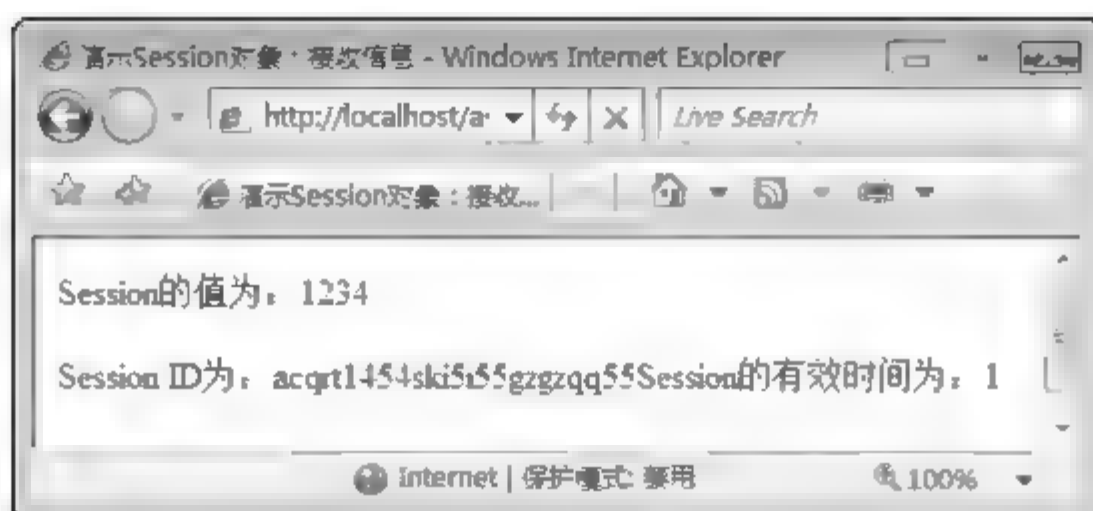 演示Session对象：接收信息 - Windows Internet Explorer
http://localhost/a
Live Search
演示Session对象：接收...
Session的值为：1234
Session ID为：acqrt1454ski5r55gzgzqq55Session的有效时间为：1
Internet | 保护模式: 禁用
100%